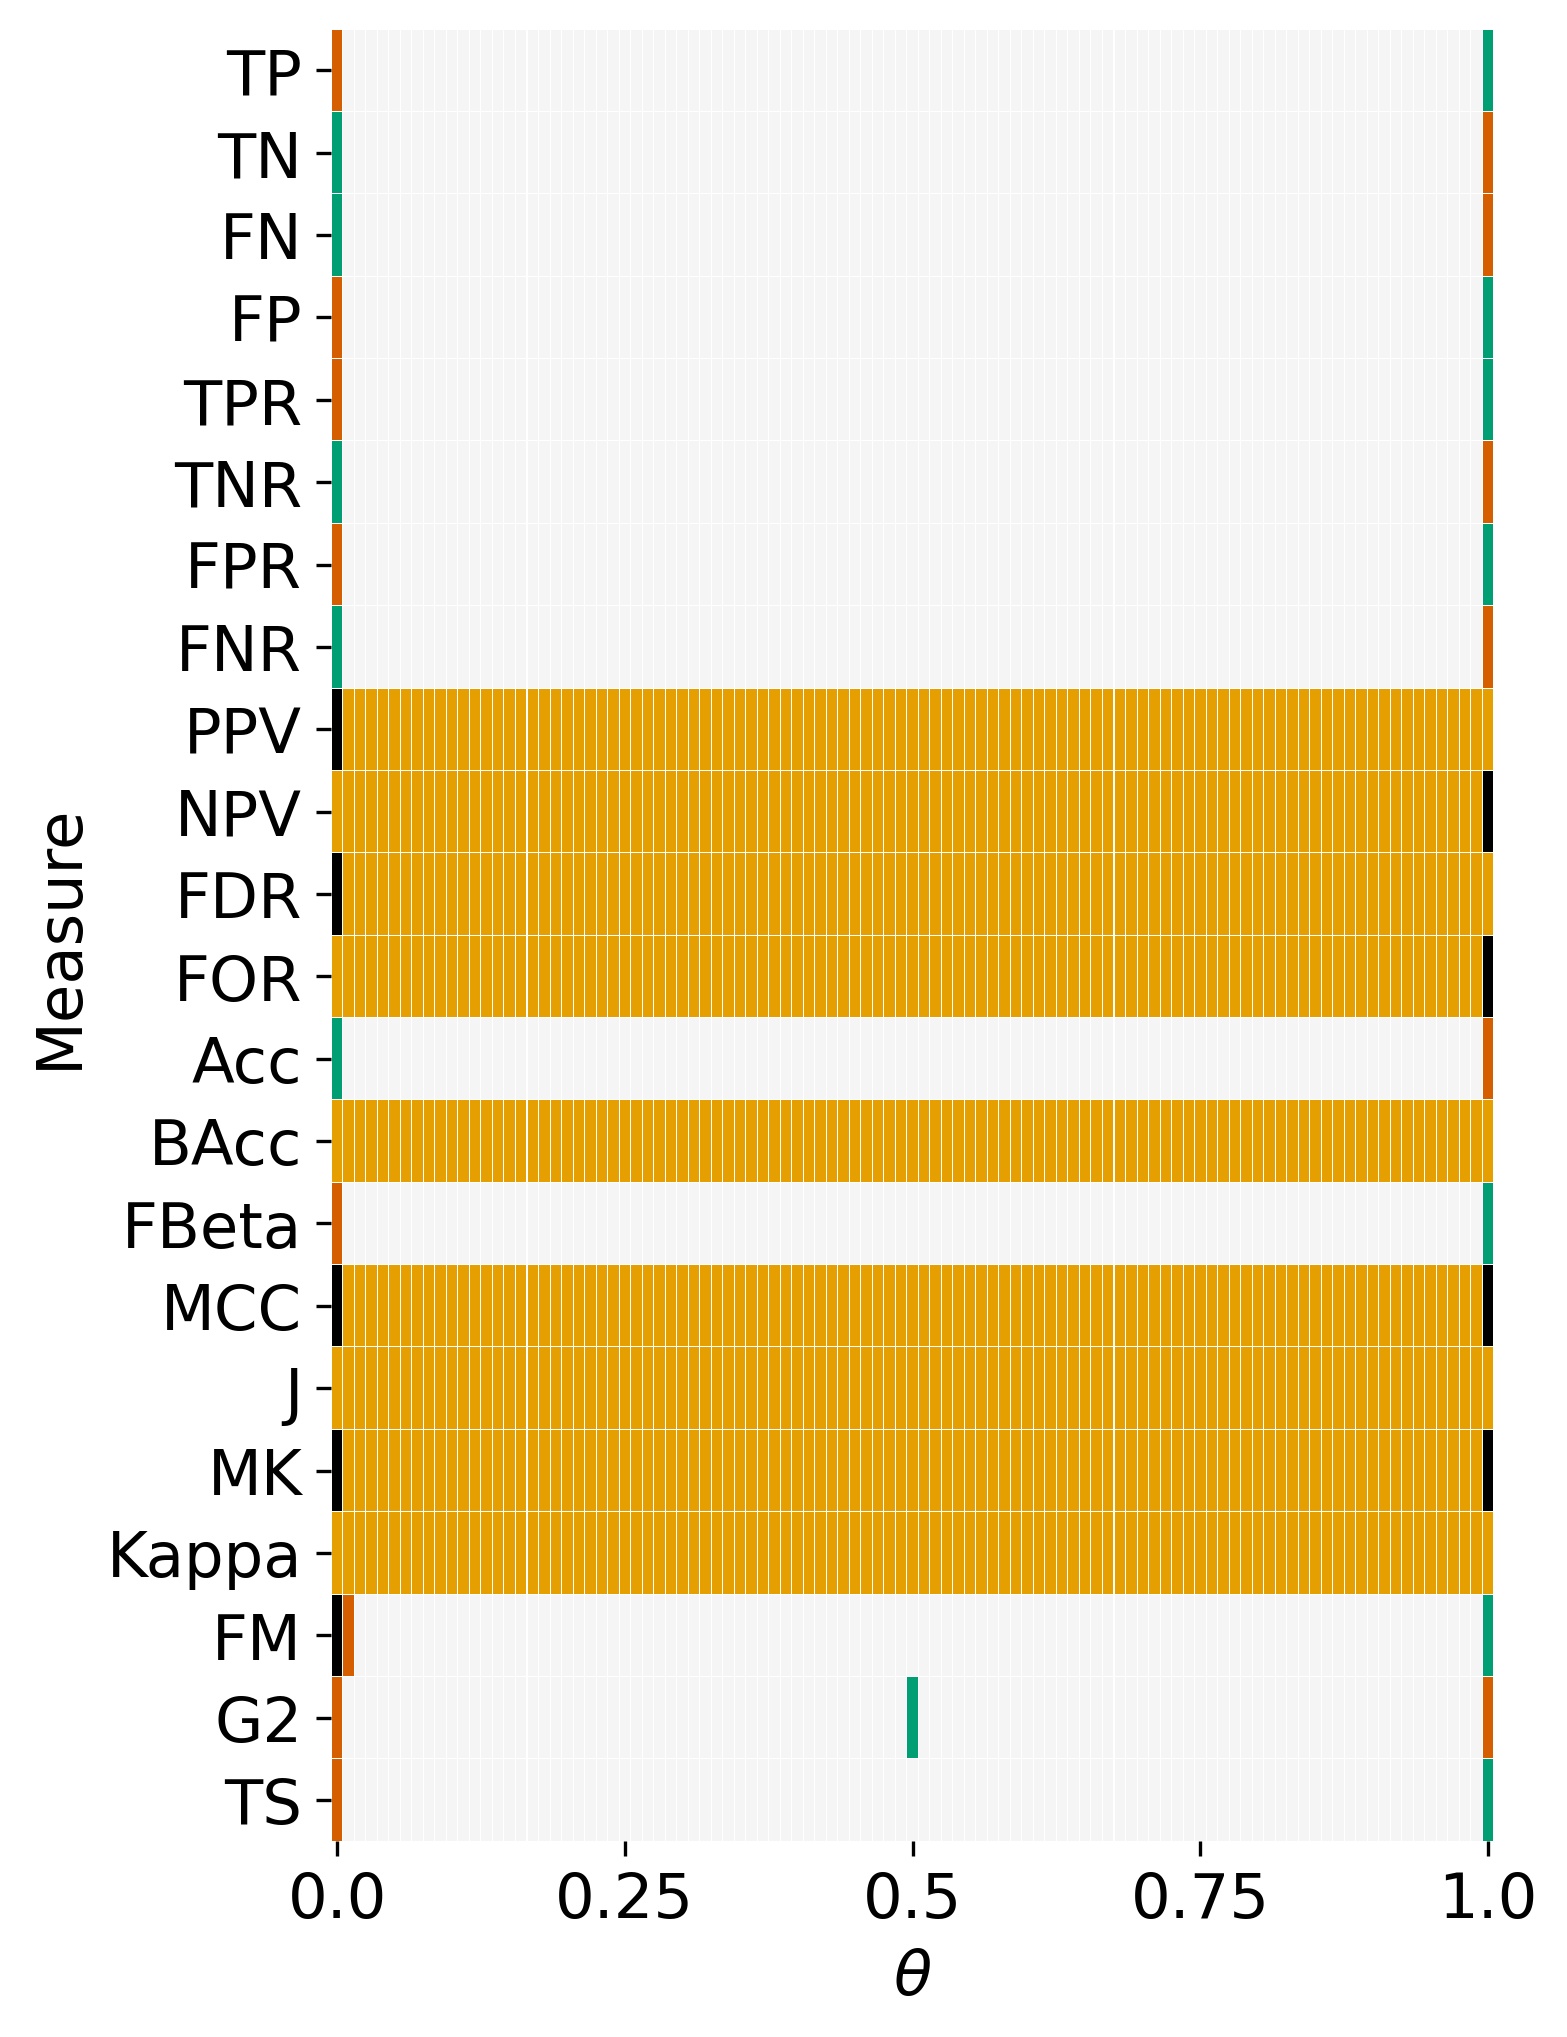 Measure
TP
TN
FN
FP
TPR
TNR
FPR
FNR
PPV
NPV
FDR
FOR
Acc
BAcc
FBeta
MCC
J
MK
Kappa
FM
G2
TS
0.0 0.25 0.5 0.75 1.0
θ